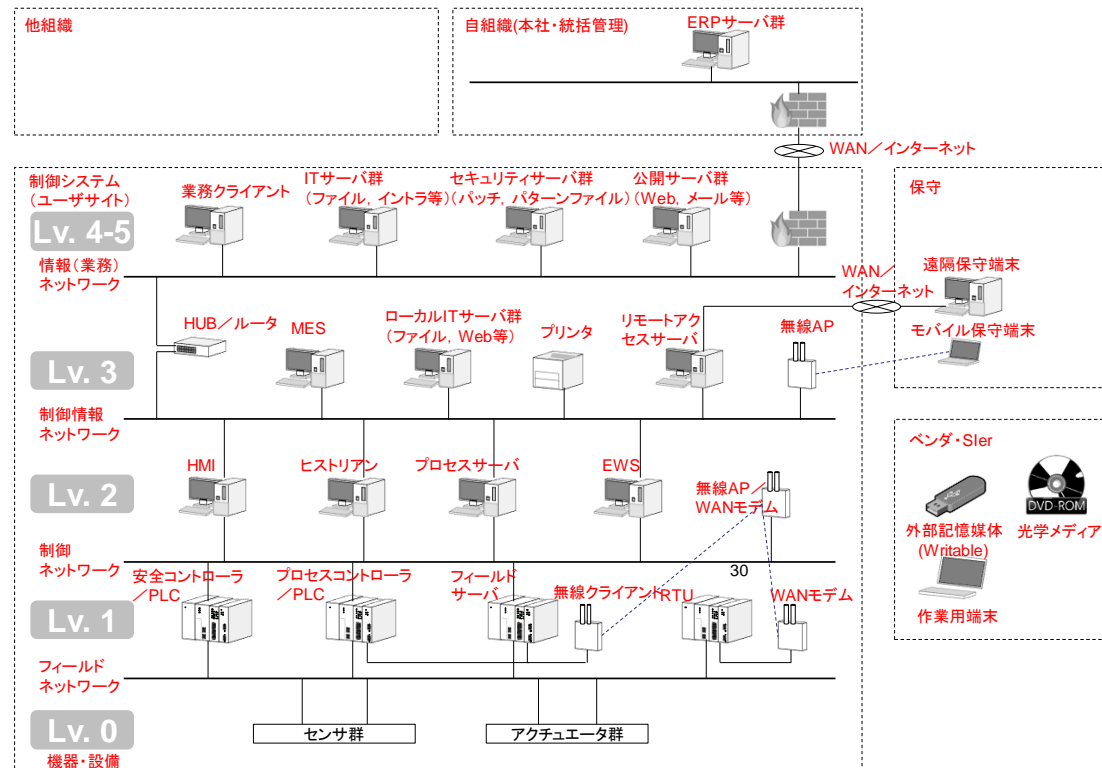 他組織
自組織(本社・統括管理)
ERPサーバ群
WAN／インターネット
制御システム
（ユーザサイト）
Lv. 4-5
業務クライアント
ITサーバ群
（ファイル, イントラ等）
セキュリティサーバ群
（パッチ, パターンファイル）
公開サーバ群
（Web, メール等）
情報（業務）
ネットワーク
保守
WAN／
インターネット
遠隔保守端末
モバイル保守端末
HUB／ルータ
MES
ローカルITサーバ群
（ファイル, Web等）
プリンタ
リモートアク
セスサーバ
無線AP
Lv. 3
制御情報
ネットワーク
ベンダ・SIer
DVD-ROM
外部記憶媒体
(Writable)
光学メディア
作業用端末
HMI
ヒストリアン
プロセスサーバ
EWS
無線AP／
WANモデム
Lv. 2
制御
ネットワーク
30
安全コントローラ
／PLC
プロセスコントローラ
／PLC
フィールド
サーバ
無線クライアント
RTU
WANモデム
Lv. 1
フィールド
ネットワーク
Lv. 0
センサ群
アクチュエータ群
機器・設備